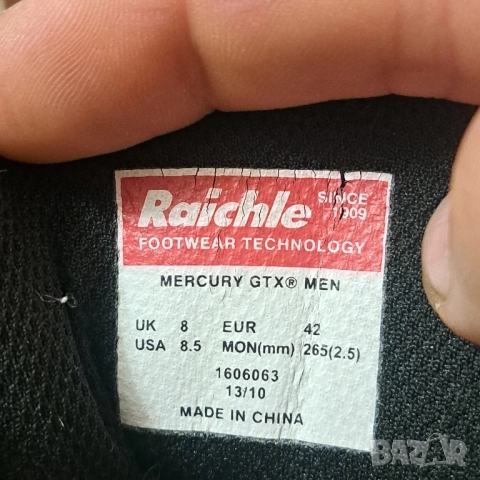 Raichle SINCE 1909
FOOTWEAR TECHNOLOGY
MERCURY GTX® MEN
UK 8 EUR 42
USA 8.5 MON(mm) 265(2.5)
1606063
13/10
MADE IN CHINA
BAZAR